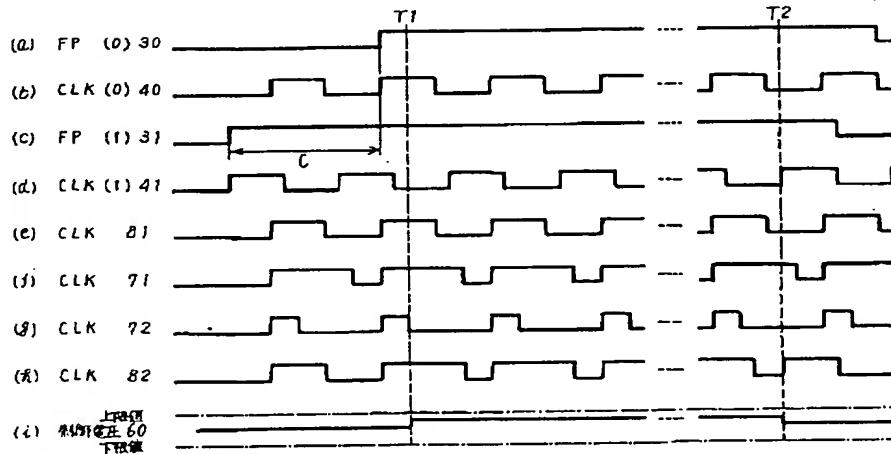 T1 T2
(a) FP (0) 30
(b) CLK (0) 40
(c) FP (1) 31
C
(d) CLK (1) 41
(e) CLK 81
(f) CLK 71
(g) CLK 72
(h) CLK 82
上限値
(i) 制御電圧 60
下限値